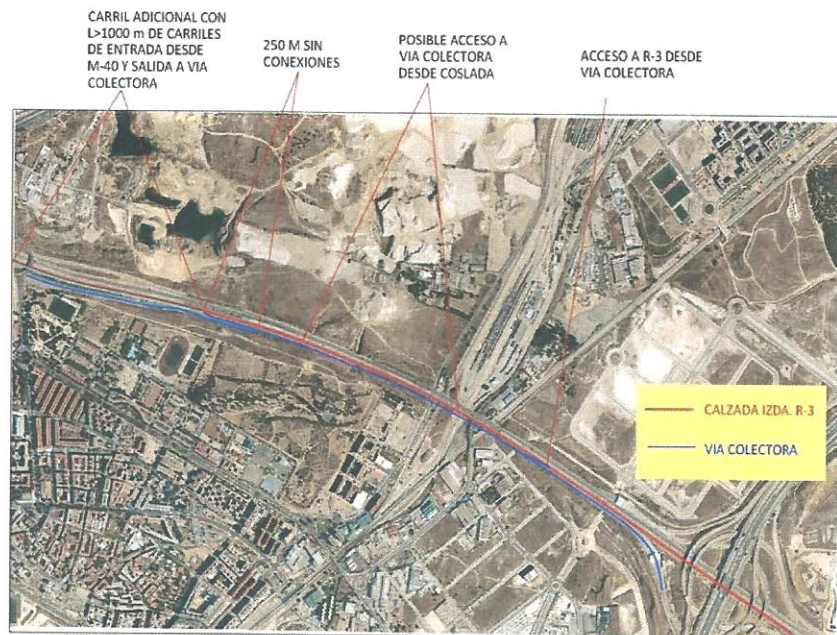 CARRIL ADICIONAL CON
L>1000 m DE CARRILES
DE ENTRADA DESDE
M-40 Y SALIDA A VIA
COLECTORA
250 M SIN
CONEXIONES
POSIBLE ACCESO A
VIA COLECTORA
DESDE COSLADA
ACCESO A R-3 DESDE
VIA COLECTORA
CALZADA IZDA. R-3
VIA COLECTORA